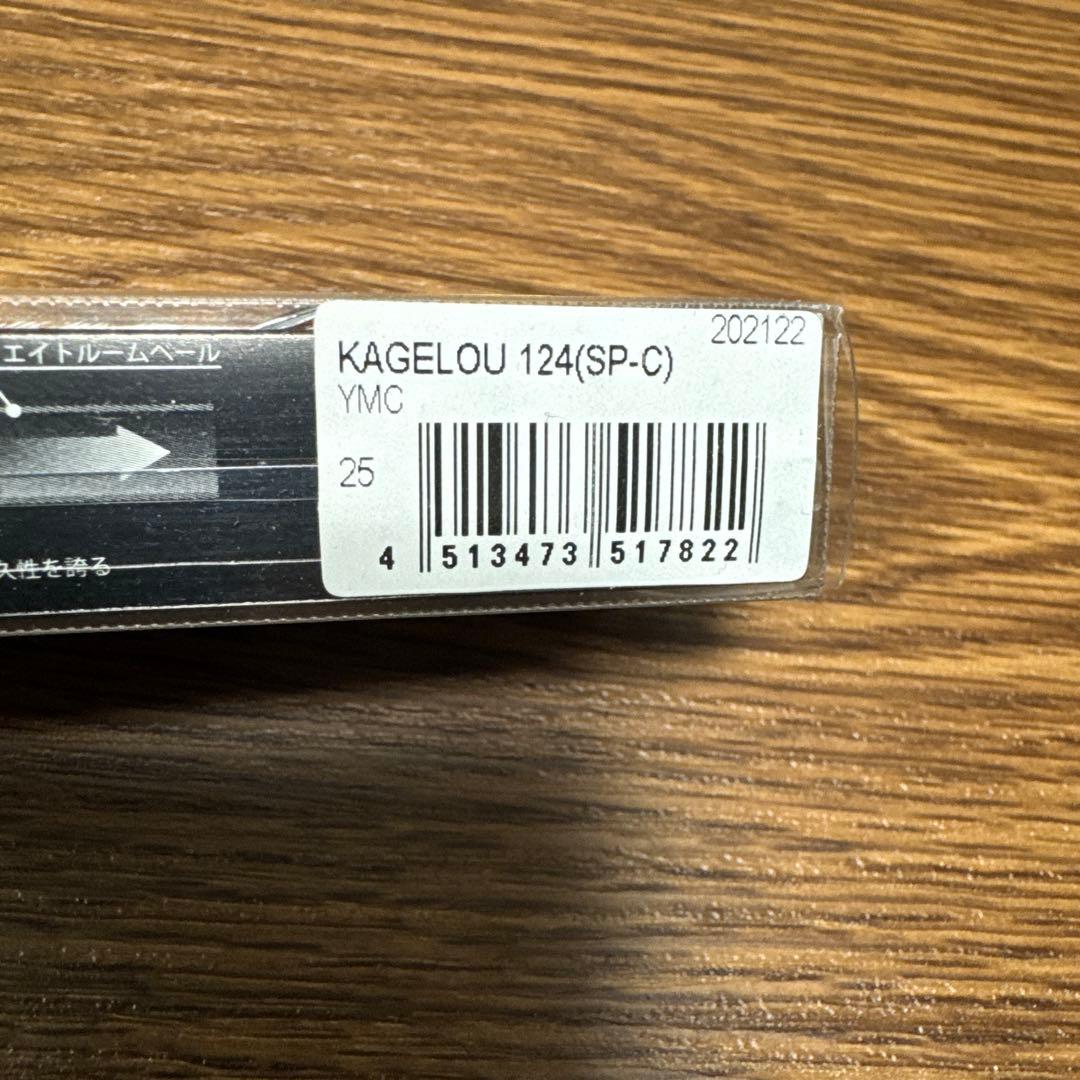 エイトルームベール
久性を誇る
202122
KAGELOU 124(SP-C)
YMC
25
4 513473 517822